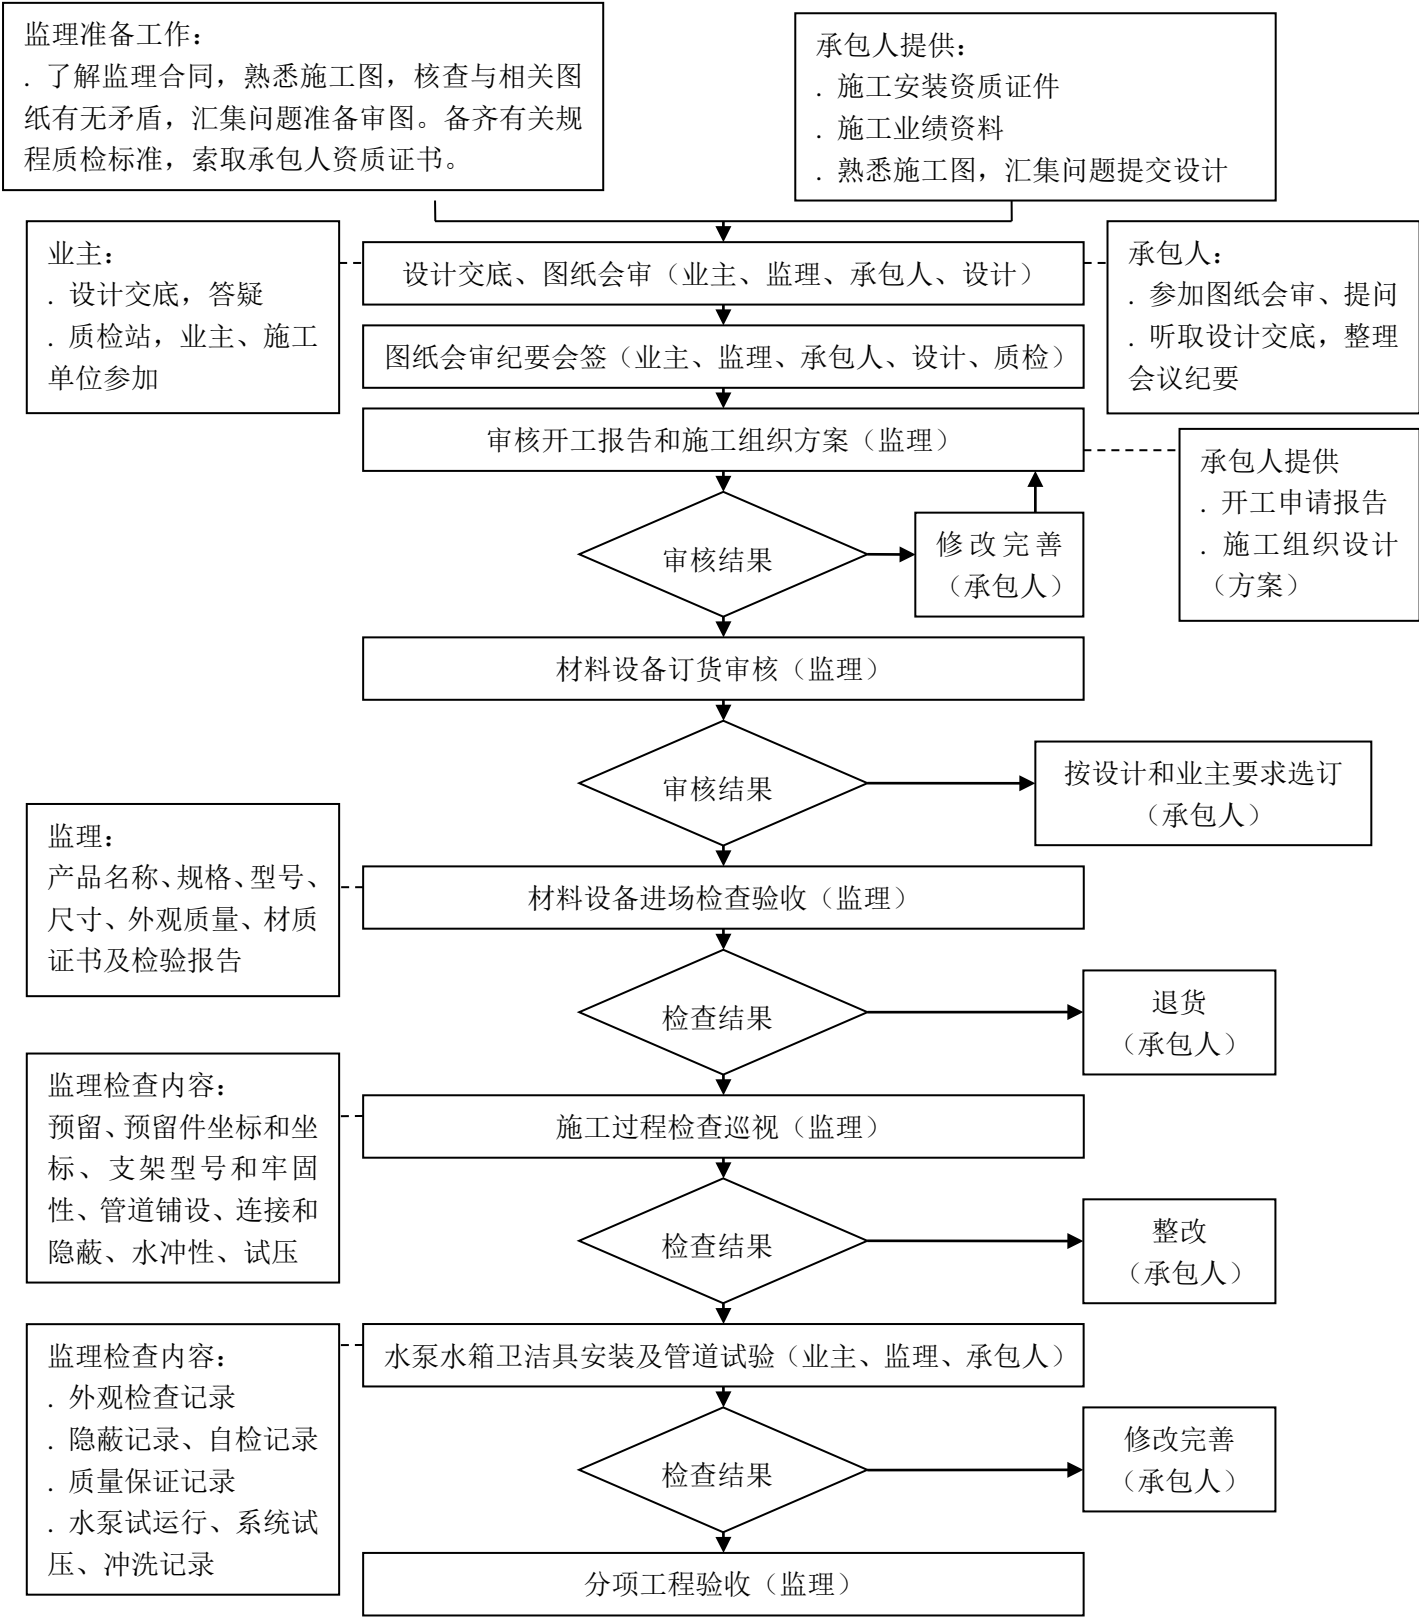 监理准备工作：
. 了解监理合同，熟悉施工图，核查与相关图
纸有无矛盾，汇集问题准备审图。备齐有关规
程质检标准，索取承包人资质证书。
承包人提供：
. 施工安装资质证件
. 施工业绩资料
. 熟悉施工图，汇集问题提交设计
业主：
. 设计交底，答疑
. 质检站，业主、施工
单位参加
设计交底、图纸会审（业主、监理、承包人、设计）
承包人：
. 参加图纸会审、提问
. 听取设计交底，整理
会议纪要
图纸会审纪要会签（业主、监理、承包人、设计、质检）
审核开工报告和施工组织方案（监理）
承包人提供
. 开工申请报告
. 施工组织设计
（方案）
审核结果
修改完善
（承包人）
材料设备订货审核（监理）
审核结果
按设计和业主要求选订
（承包人）
监理：
产品名称、规格、型号、
尺寸、外观质量、材质
证书及检验报告
材料设备进场检查验收（监理）
检查结果
退货
（承包人）
监理检查内容：
预留、预留件坐标和坐
标、支架型号和牢固
性、管道铺设、连接和
隐蔽、水冲性、试压
施工过程检查巡视（监理）
检查结果
整改
（承包人）
监理检查内容：
. 外观检查记录
. 隐蔽记录、自检记录
. 质量保证记录
. 水泵试运行、系统试
压、冲洗记录
水泵水箱卫洁具安装及管道试验（业主、监理、承包人）
检查结果
修改完善
（承包人）
分项工程验收（监理）